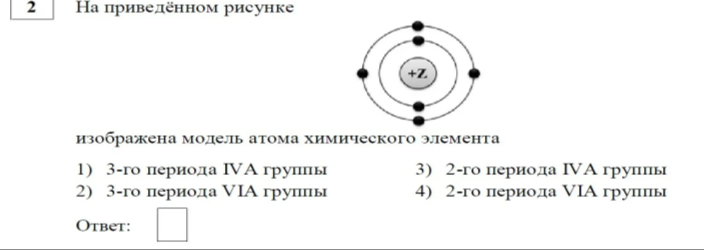 2 На приведённом рисунке
+Z
изображена модель атома химического элемента
1) 3-го периода IVA группы 3) 2-го периода IVA группы
2) 3-го периода VIA группы 4) 2-го периода VIA группы
Ответ: